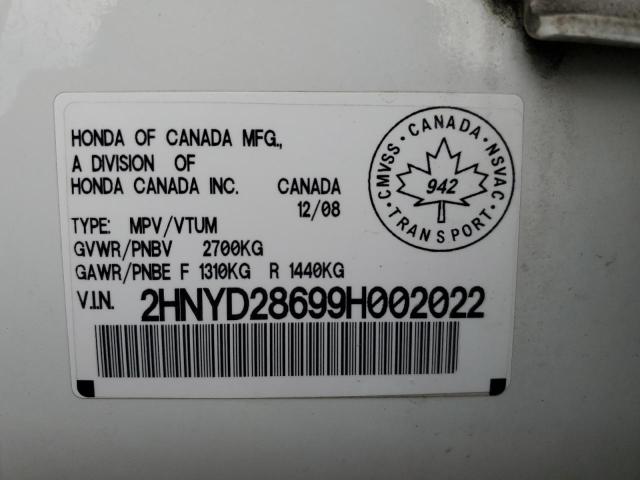 HONDA OF CANADA MFG.,
A DIVISION OF
HONDA CANADA INC. CANADA
12/08
TYPE: MPV/VTUM
GVWR/PNBV 2700KG
GAWR/PNBE F 1310KG R 1440KG
V.I.N. 2HNYD28699H002022
CMVSS · CANADA · NSVAC
942
· TRANSPORT ·